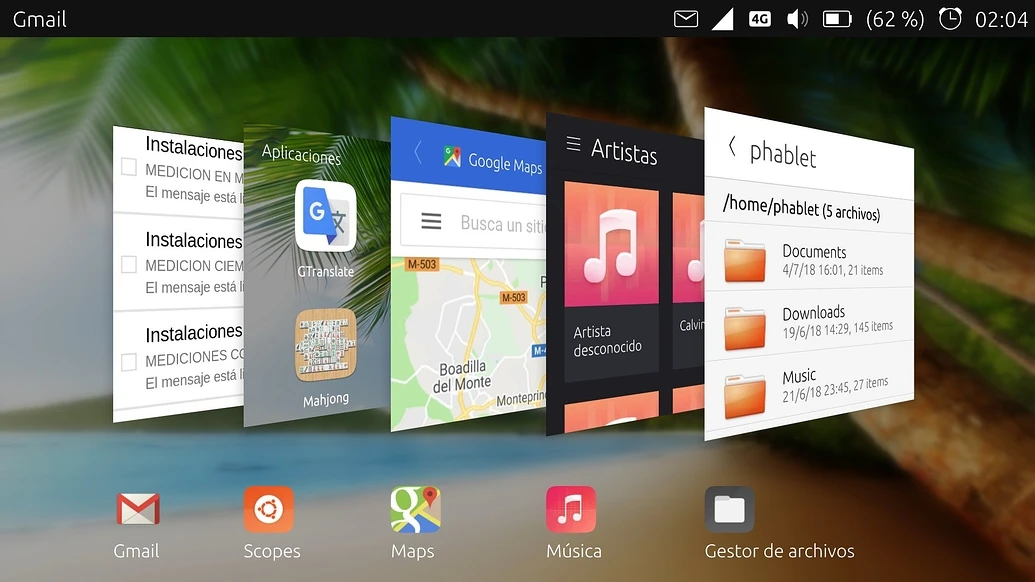 Gmail
4G
(62 %)
02:04
Instalaciones
MEDICION EN M
El mensaje está l
Instalaciones
MEDICION CIEM
El mensaje está l
Instalaciones
MEDICIONES CO
El mensaje está l
Aplicaciones
G
GTranslate
Mahjong
Google Maps
Busca un siti
M-503
M-503
M-4
Boadilla
del Monte
Montepri
Artistas
Artista
desconocido
Calvin
phablet
/home/phablet (5 archivos)
Documents
4/7/18 16:01, 21 items
Downloads
19/6/18 14:29, 145 items
Music
21/6/18 23:45, 27 items
Gmail
Scopes
Maps
Música
Gestor de archivos